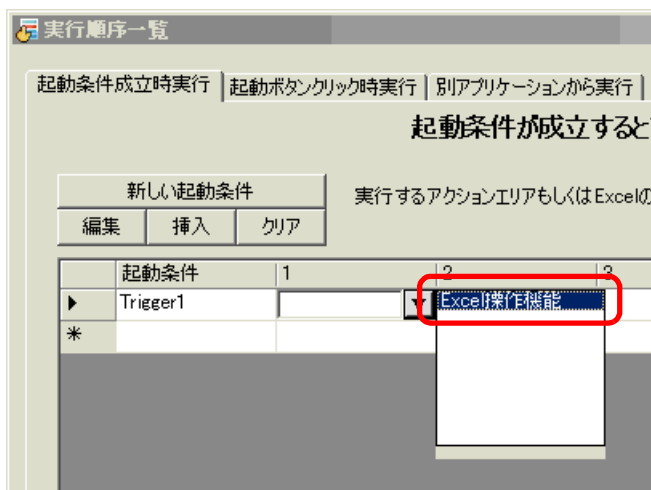 実行順序一覧
起動条件成立時実行 起動ボタンクリック時実行 別アプリケーションから実行
起動条件が成立すると
新しい起動条件
実行するアクションエリアもしくはExcelの
編集 挿入 クリア
起動条件 1 2 3
Trigger1 Excel操作機能